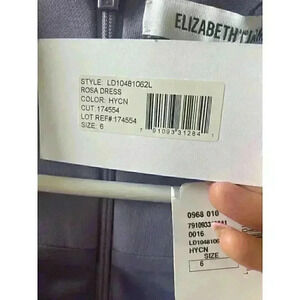 ELIZABETH
STYLE: LD10481062L
ROSA DRESS
COLOR: HYCN
CUT: 174554
LOT REF#:174554
SIZE: 6
0968 010
0016
LD1048106
HYCN
SIZE
6